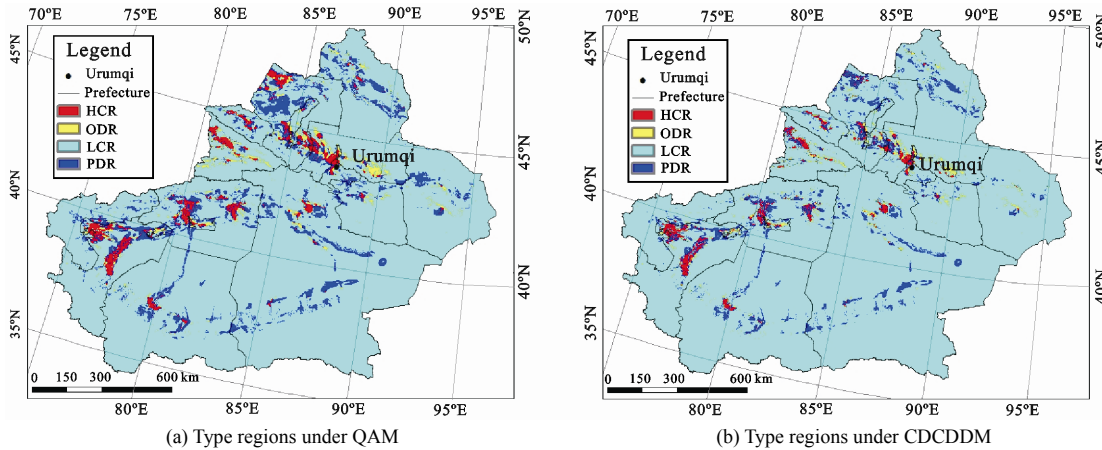 70°E 75°E 80°E 85°E 90°E 95°E
45°N
40°N
35°N
50°N
45°N
40°N
Legend
Urumqi
Prefecture
HCR
ODR
LCR
PDR
Urumqi
0 150 300 600 km
80°E 85°E 90°E 95°E
(a) Type regions under QAM
70°E 75°E 80°E 85°E 90°E 95°E
45°N
40°N
35°N
50°N
45°N
40°N
Legend
Urumqi
Prefecture
HCR
ODR
LCR
PDR
Urumqi
0 150 300 600 km
80°E 85°E 90°E 95°E
(b) Type regions under CDCDDM